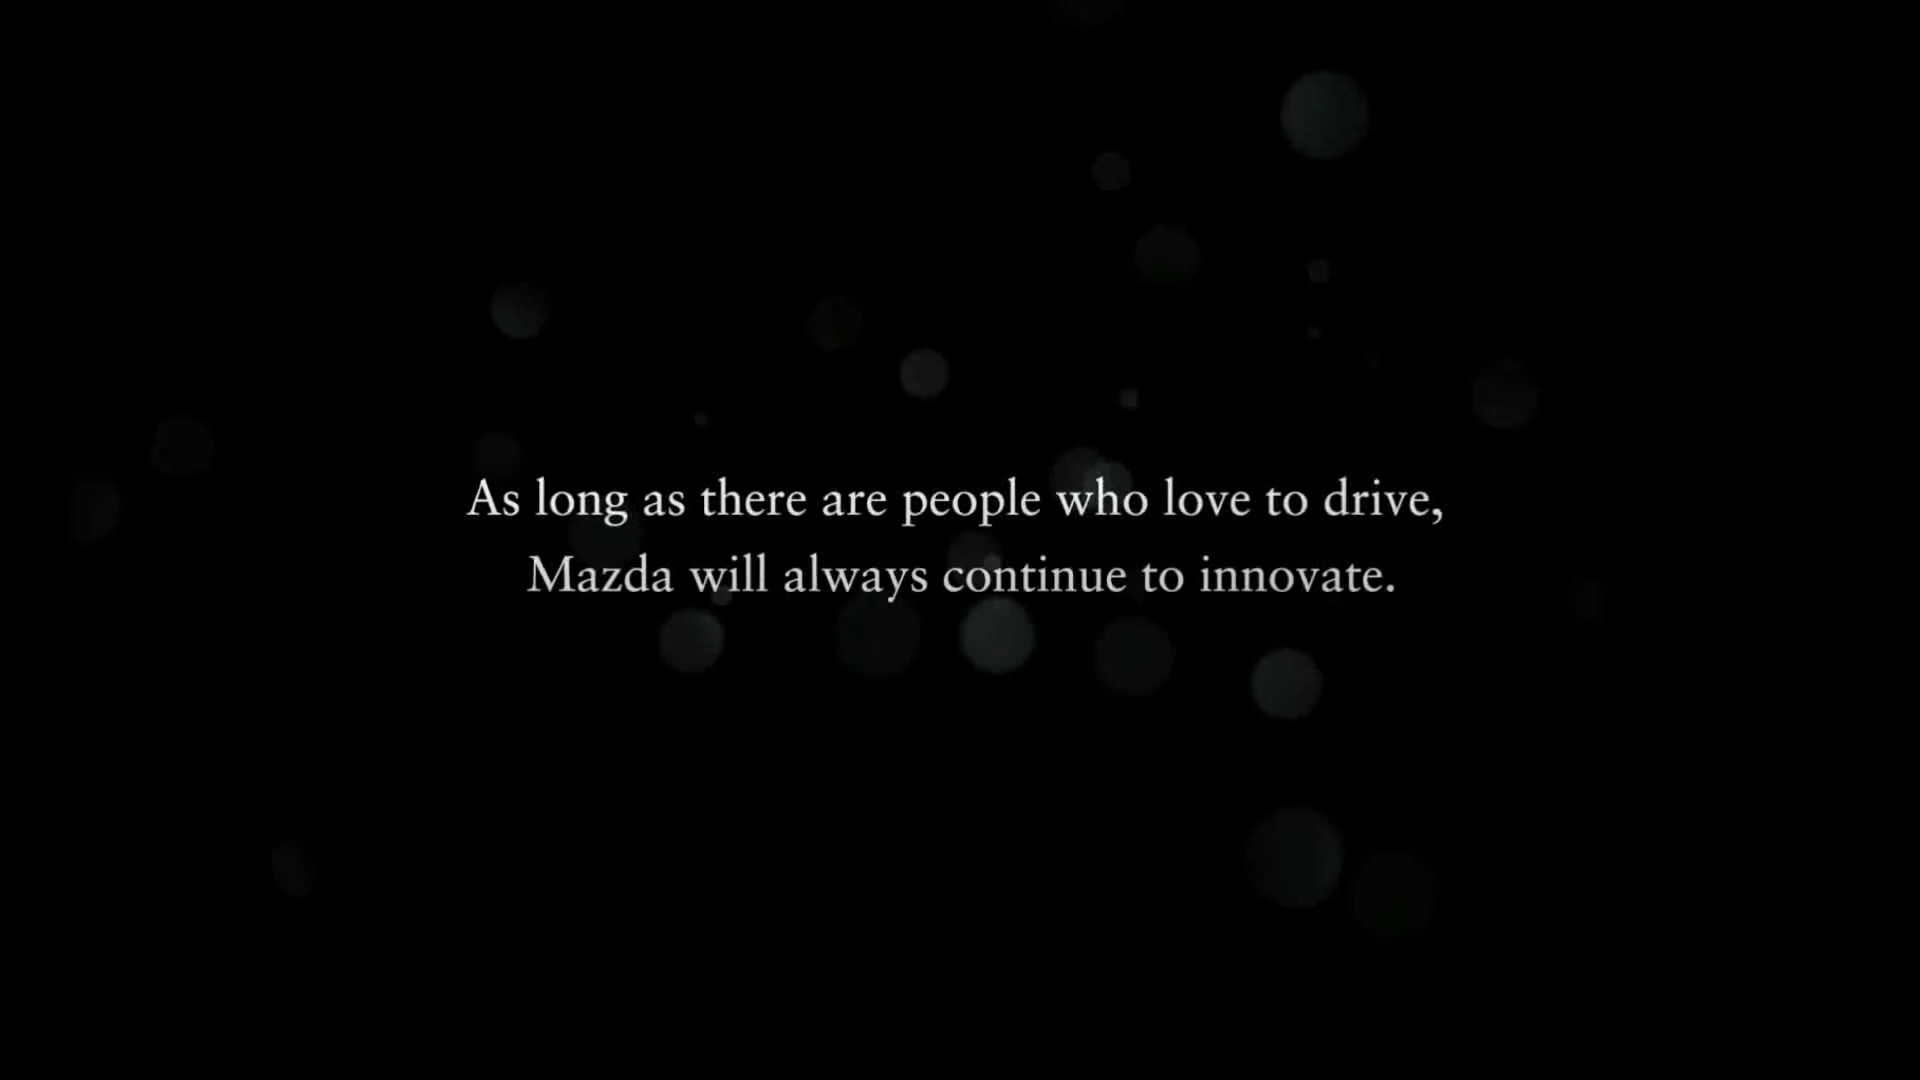 As long as there are people who love to drive,
Mazda will always continue to innovate.